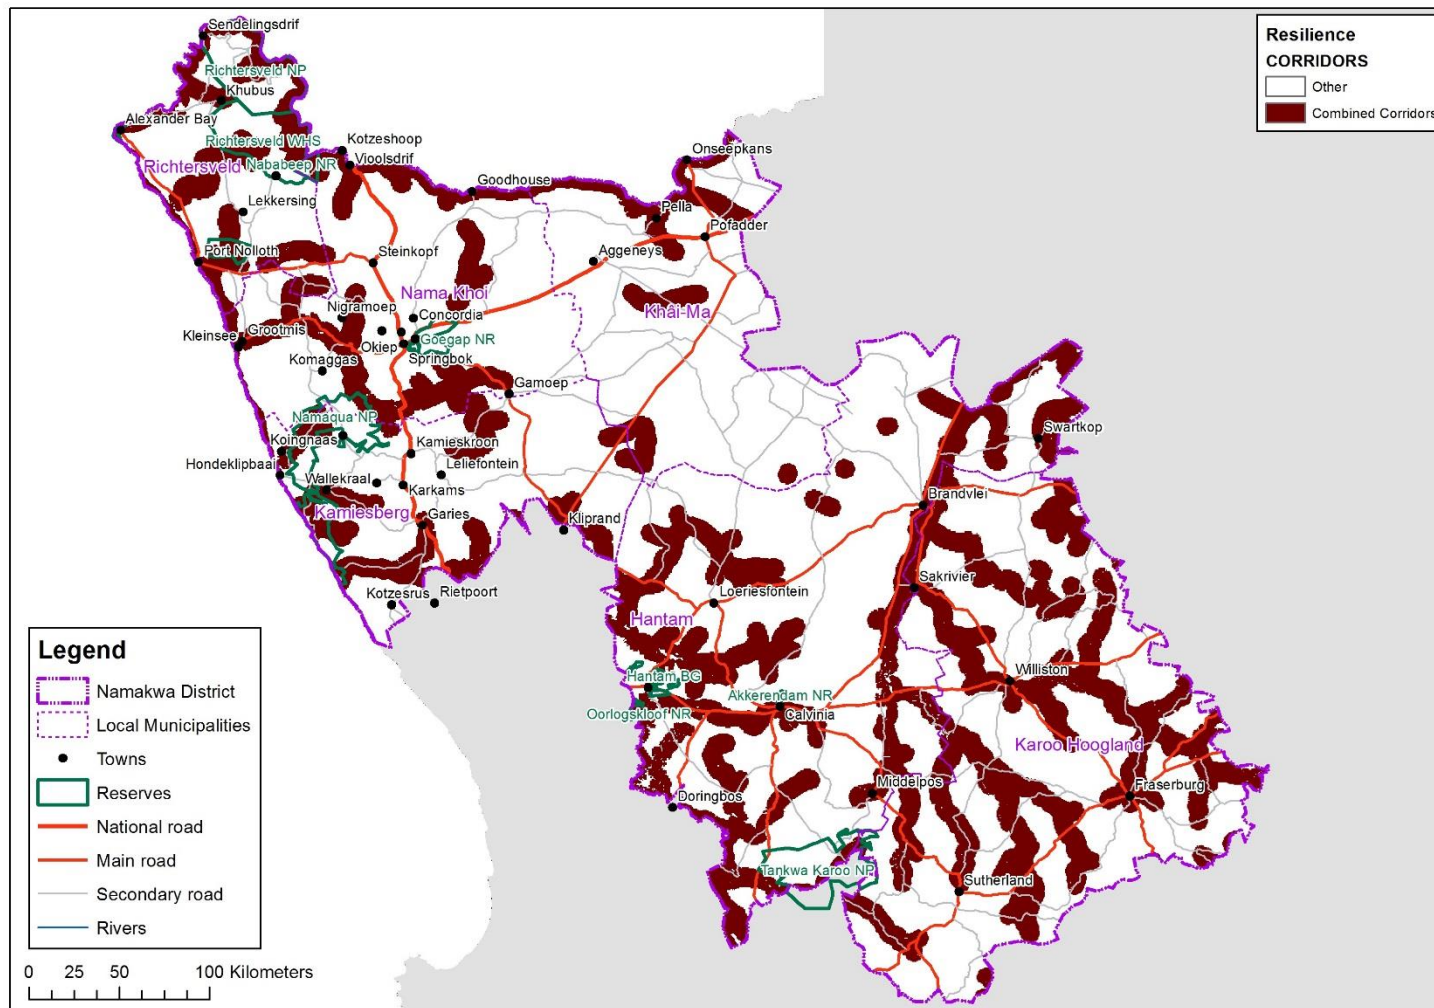 Resilience
CORRIDORS
Other
Combined Corridors
Sendelingsdrif
Richtersveld NP
Khubus
Alexander Bay
Richtersveld WHS
Kotzeshoop
Vioolsdrif
Richtersveld
Nababeep NR
Goodhouse
Onseepkans
Lekkersing
Pella
Pofadder
Port Nolloth
Steinkopf
Aggeneys
Nama Khoi
Khâi-Ma
Nigramoep
Concordia
Kleinsee
Grootmis
Okiep
Goegap NR
Springbok
Komaggas
Gamoep
Namaqua NP
Koingnaas
Kamieskroon
Swartkop
Hondeklipbaai
Wallekraal
Leliefontein
Karkams
Brandvlei
Kamiesberg
Garies
Kliprand
Sakrivier
Kotzesrus
Rietpoort
Loeriesfontein
Hantam
Williston
Hantam BG
Akkerendam NR
Oorlogskloof NR
Calvinia
Karoo Hoogland
Middelpos
Fraserburg
Doringbos
Tankwa Karoo NP
Sutherland
Legend
Namakwa District
Local Municipalities
Towns
Reserves
National road
Main road
Secondary road
Rivers
0 25 50 100 Kilometers